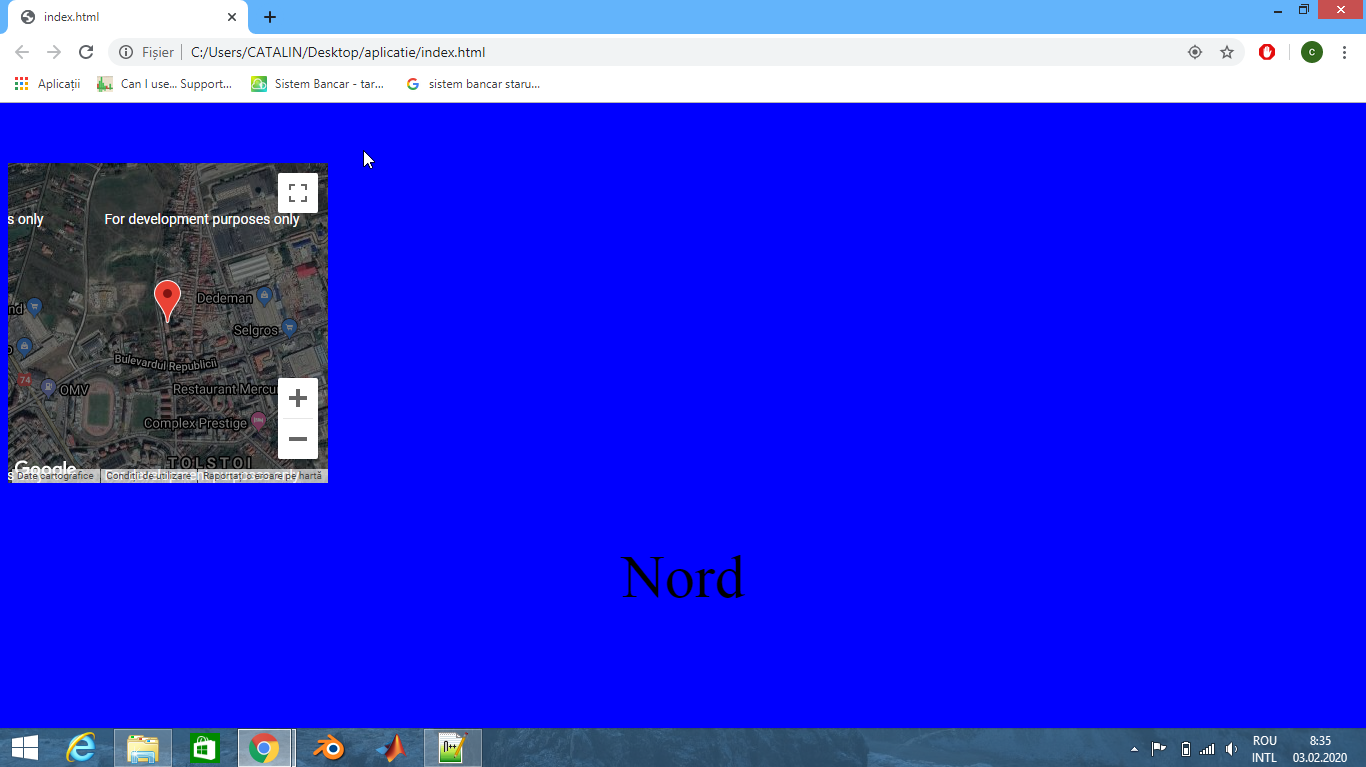 index.html
Fișier
C:/Users/CATALIN/Desktop/aplicatie/index.html
c
Aplicații
Can I use... Support...
Sistem Bancar - tar...
sistem bancar staru...
s only
For development purposes only
Dedeman
nd
Selgros
Bulevardul Republicii
74
OMV
Restaurant Mercu
Complex Prestige
TOLSTOI
Google
Date cartografice
Condiții de utilizare
Raportați o eroare pe hartă
Nord
ROU
INTL
8:35
03.02.2020